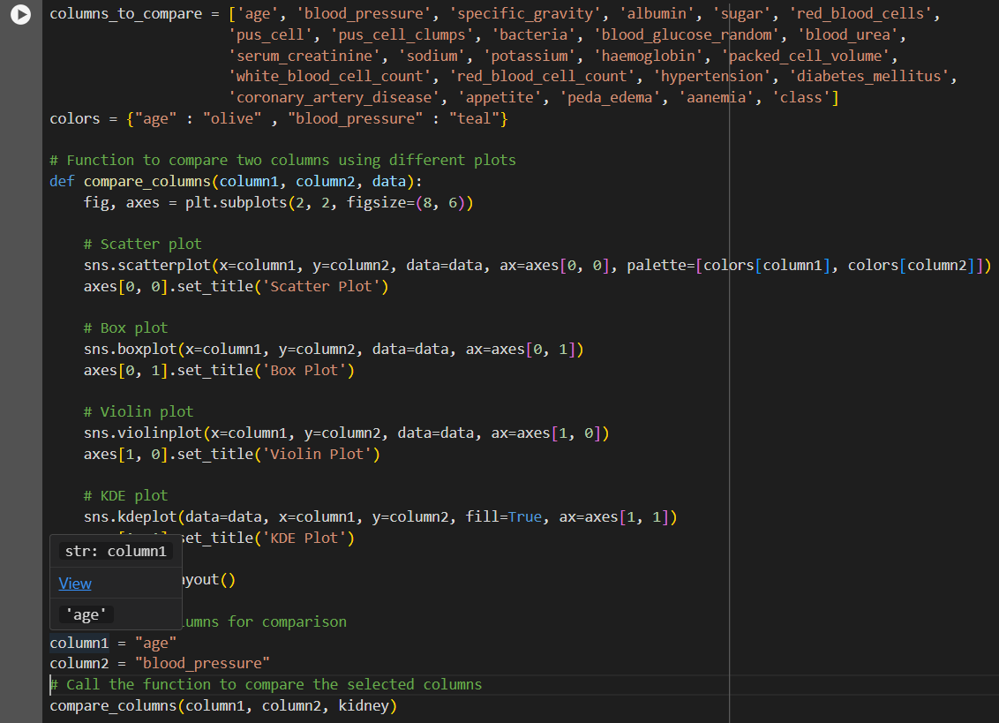 columns_to_compare = ['age', 'blood_pressure', 'specific_gravity', 'albumin', 'sugar', 'red_blood_cells',
'pus_cell', 'pus_cell_clumps', 'bacteria', 'blood_glucose_random', 'blood_urea',
'serum_creatinine', 'sodium', 'potassium', 'haemoglobin', 'packed_cell_volume',
'white_blood_cell_count', 'red_blood_cell_count', 'hypertension', 'diabetes_mellitus',
'coronary_artery_disease', 'appetite', 'peda_edema', 'aanemia', 'class']
colors = {"age" : "olive" , "blood_pressure" : "teal"}
# Function to compare two columns using different plots
def compare_columns(column1, column2, data):
fig, axes = plt.subplots(2, 2, figsize=(8, 6))
# Scatter plot
sns.scatterplot(x=column1, y=column2, data=data, ax=axes[0, 0], palette=[colors[column1], colors[column2]])
axes[0, 0].set_title('Scatter Plot')
# Box plot
sns.boxplot(x=column1, y=column2, data=data, ax=axes[0, 1])
axes[0, 1].set_title('Box Plot')
# Violin plot
sns.violinplot(x=column1, y=column2, data=data, ax=axes[1, 0])
axes[1, 0].set_title('Violin Plot')
# KDE plot
sns.kdeplot(data=data, x=column1, y=column2, fill=True, ax=axes[1, 1])
set_title('KDE Plot')
str: column1
yout()
View
'age'
umns for comparison
column1 = "age"
column2 = "blood_pressure"
# Call the function to compare the selected columns
compare_columns(column1, column2, kidney)